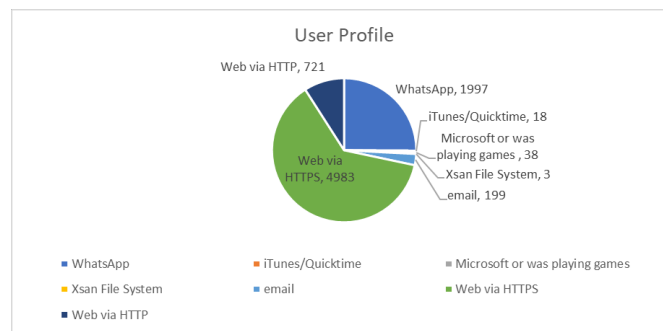 User Profile
Web via HTTP, 721
WhatsApp, 1997
iTunes/Quicktime, 18
Microsoft or was
playing games , 38
Xsan File System, 3
email, 199
Web via
HTTPS, 4983
WhatsApp
iTunes/Quicktime
Microsoft or was playing games
Xsan File System
email
Web via HTTPS
Web via HTTP